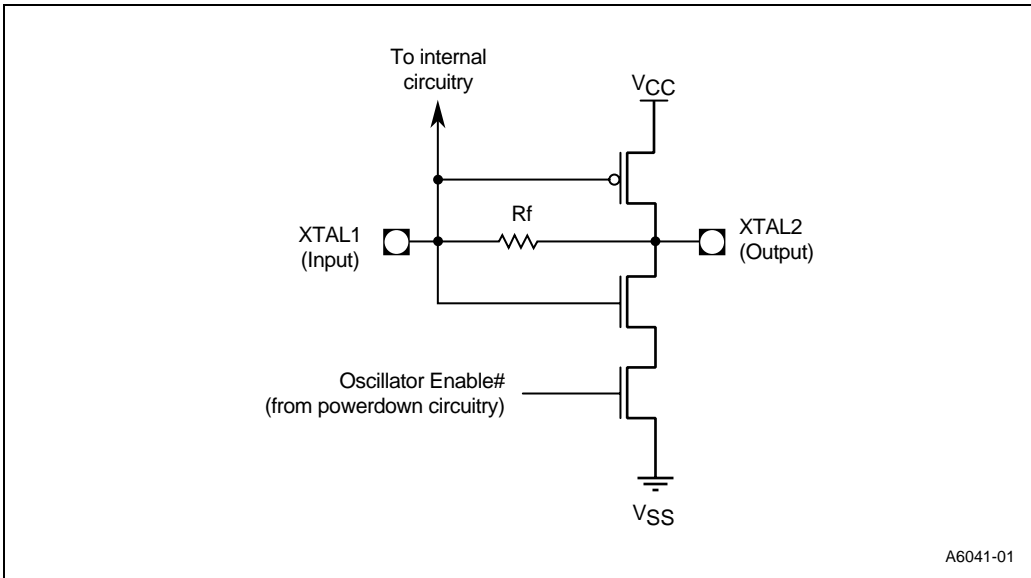 To internal
circuitry
VCC
Rf
XTAL1
(Input)
XTAL2
(Output)
Oscillator Enable#
(from powerdown circuitry)
VSS
A6041-01